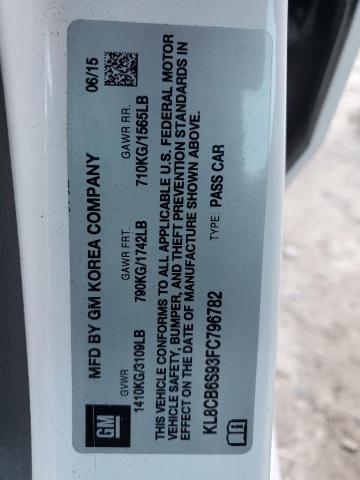 GM
MFD BY GM KOREA COMPANY 06/15
GVWR GAWR FRT. GAWR RR.
1410KG/3109LB 790KG/1742LB 710KG/1565LB
THIS VEHICLE CONFORMS TO ALL APPLICABLE U.S. FEDERAL MOTOR
VEHICLE SAFETY, BUMPER, AND THEFT PREVENTION STANDARDS IN
EFFECT ON THE DATE OF MANUFACTURE SHOWN ABOVE.
KL8CB6S93FC796782 TYPE: PASS CAR